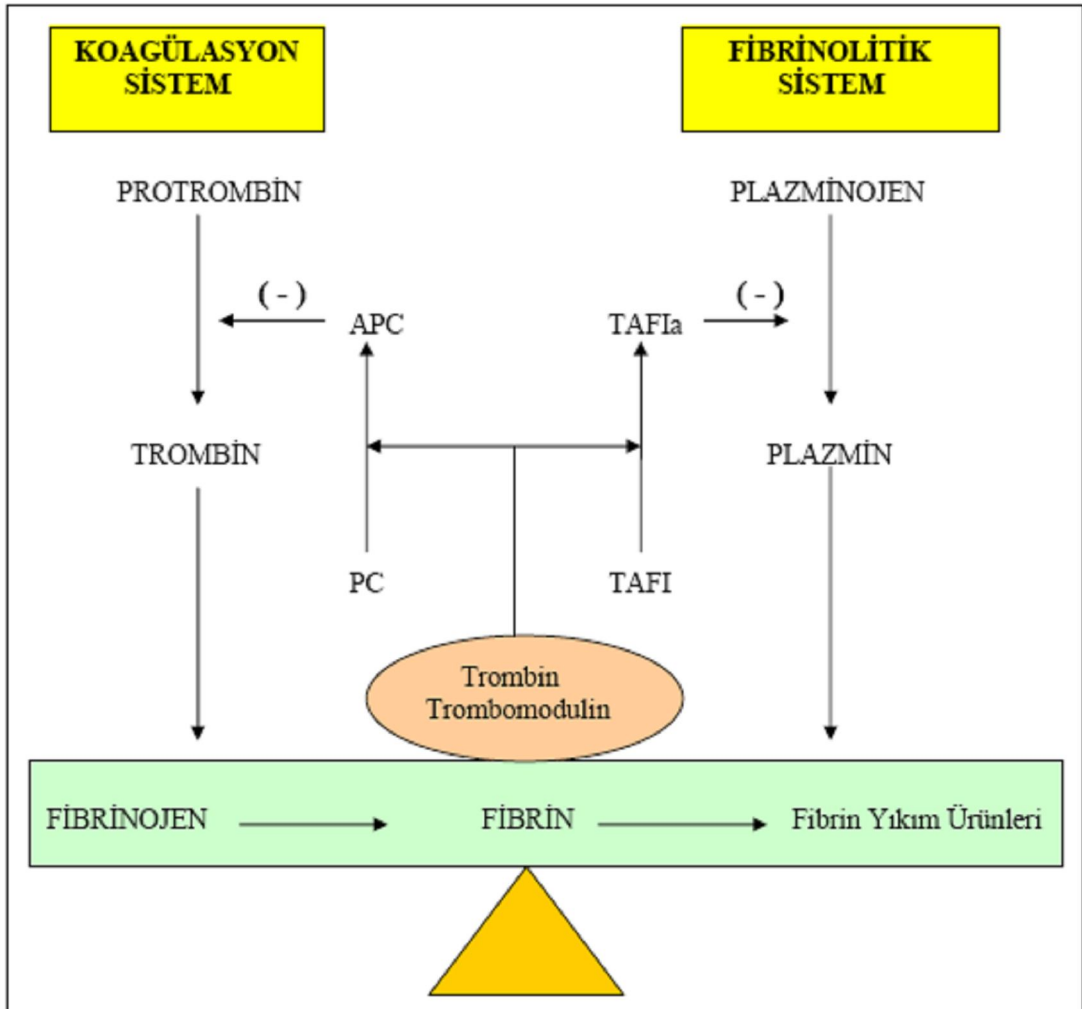 KOAGÜLASYON
SİSTEM
FİBRİNOLİTİK
SİSTEM
PROTROMBİN
PLAZMİNOJEN
( - )
( - )
APC
TAFIa
TROMBİN
PLAZMİN
PC
TAFI
Trombin
Trombomodulin
FİBRİNOJEN
FİBRİN
Fibrin Yıkım Ürünleri